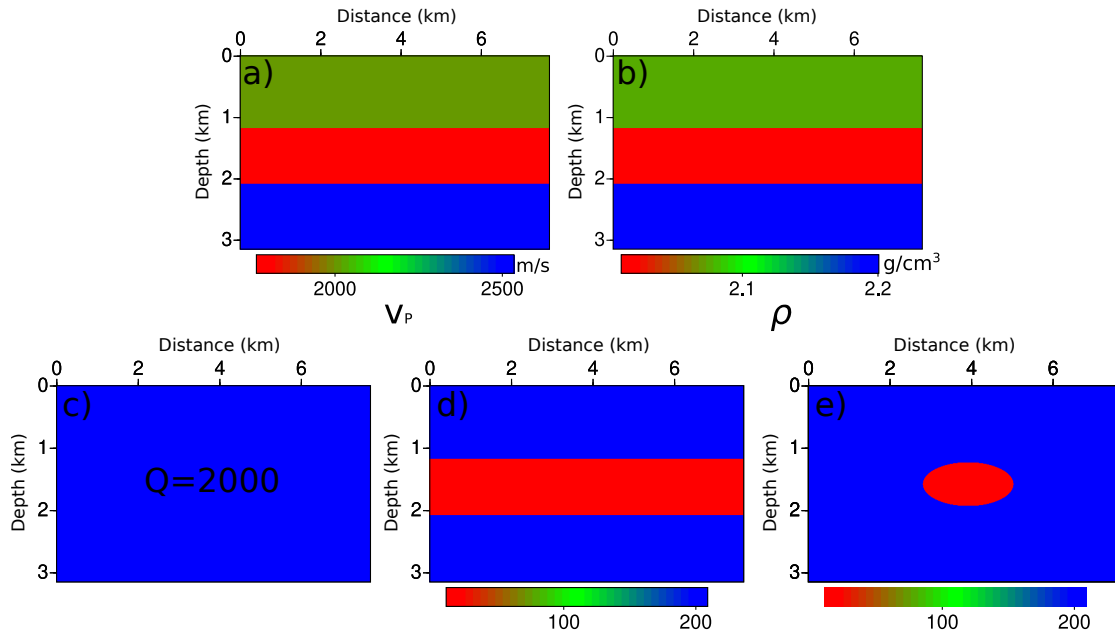 Distance (km) Distance (km)
0 2 4 6 0 2 4 6
0 a) 0 b)
1 1
Depth (km) Depth (km)
2 2
3 3
m/s g/cm³
2000 2500 2.1 2.2
vₚ ρ
Distance (km) Distance (km) Distance (km)
0 2 4 6 0 2 4 6 0 2 4 6
0 c) 0 d) 0 e)
1 1 1
Depth (km) Q=2000 Depth (km) Depth (km)
2 2 2
3 3 3
100 200 100 200